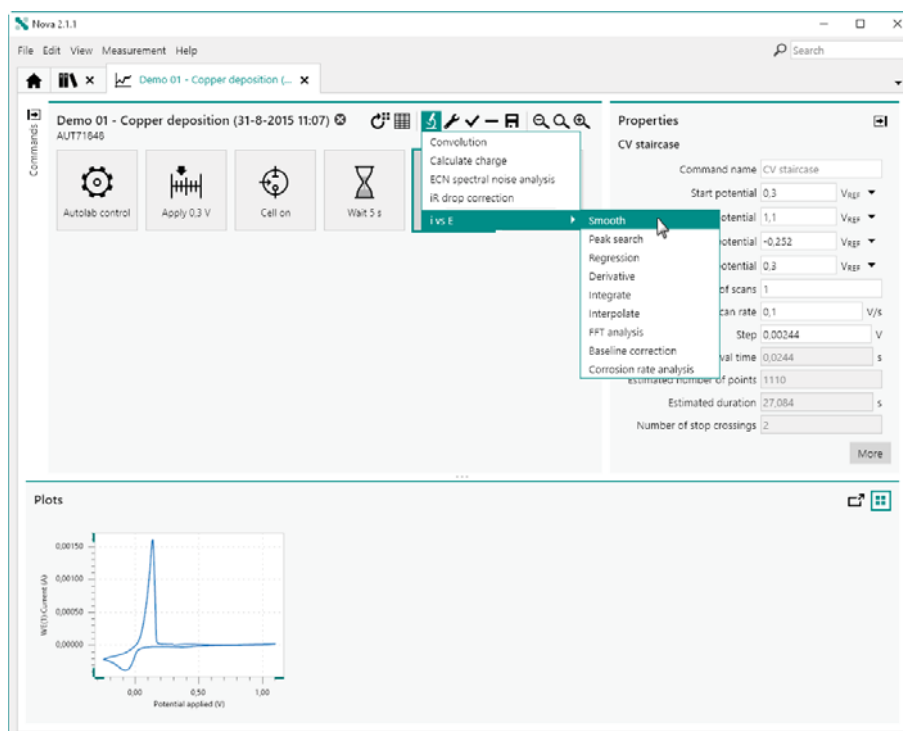 Nova 2.1.1
File Edit View Measurement Help
Search
Demo 01 - Copper deposition (...
Commands
Demo 01 - Copper deposition (31-8-2015 11:07)
AUT71848
Autolab control
Apply 0,3 V
Cell on
Wait 5 s
Convolution
Calculate charge
ECN spectral noise analysis
iR drop correction
i vs E
Smooth
Peak search
Regression
Derivative
Integrate
Interpolate
FFT analysis
Baseline correction
Corrosion rate analysis
Properties
CV staircase
Command name CV staircase
Start potential 0,3 VREF
otential 1,1 VREF
potential -0,252 VREF
potential 0,3 VREF
of scans 1
can rate 0,1 V/s
Step 0,00244 V
val time 0,0244 s
Estimated number of points 1110
Estimated duration 27,084 s
Number of stop crossings 2
More
Plots
WE(1).Current (A)
0,00150
0,00100
0,00050
0,00000
0,00 0,50 1,00
Potential applied (V)